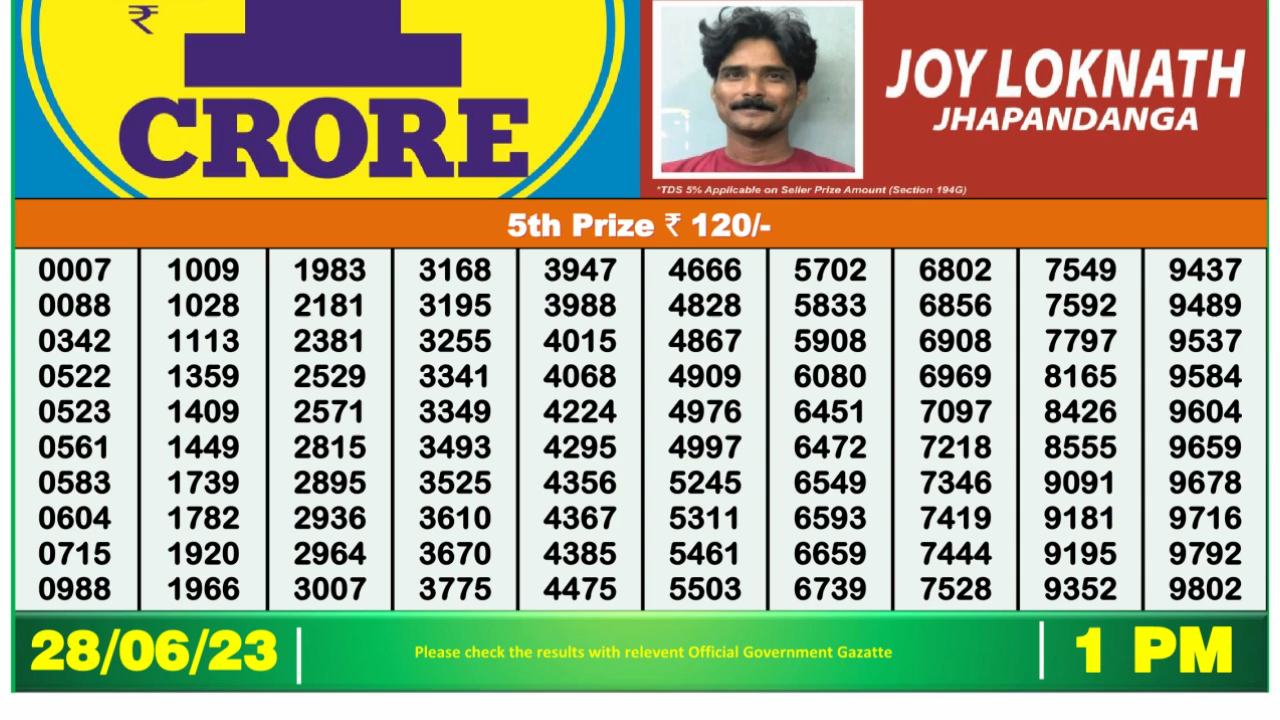 ₹
1
CRORE
JOY LOKNATH
JHAPANDANGA
*TDS 5% Applicable on Seller Prize Amount (Section 194G)
5th Prize ₹ 120/-
0007 1009 1983 3168 3947 4666 5702 6802 7549 9437
0088 1028 2181 3195 3988 4828 5833 6856 7592 9489
0342 1113 2381 3255 4015 4867 5908 6908 7797 9537
0522 1359 2529 3341 4068 4909 6080 6969 8165 9584
0523 1409 2571 3349 4224 4976 6451 7097 8426 9604
0561 1449 2815 3493 4295 4997 6472 7218 8555 9659
0583 1739 2895 3525 4356 5245 6549 7346 9091 9678
0604 1782 2936 3610 4367 5311 6593 7419 9181 9716
0715 1920 2964 3670 4385 5461 6659 7444 9195 9792
0988 1966 3007 3775 4475 5503 6739 7528 9352 9802
28/06/23
Please check the results with relevent Official Government Gazatte
1 PM